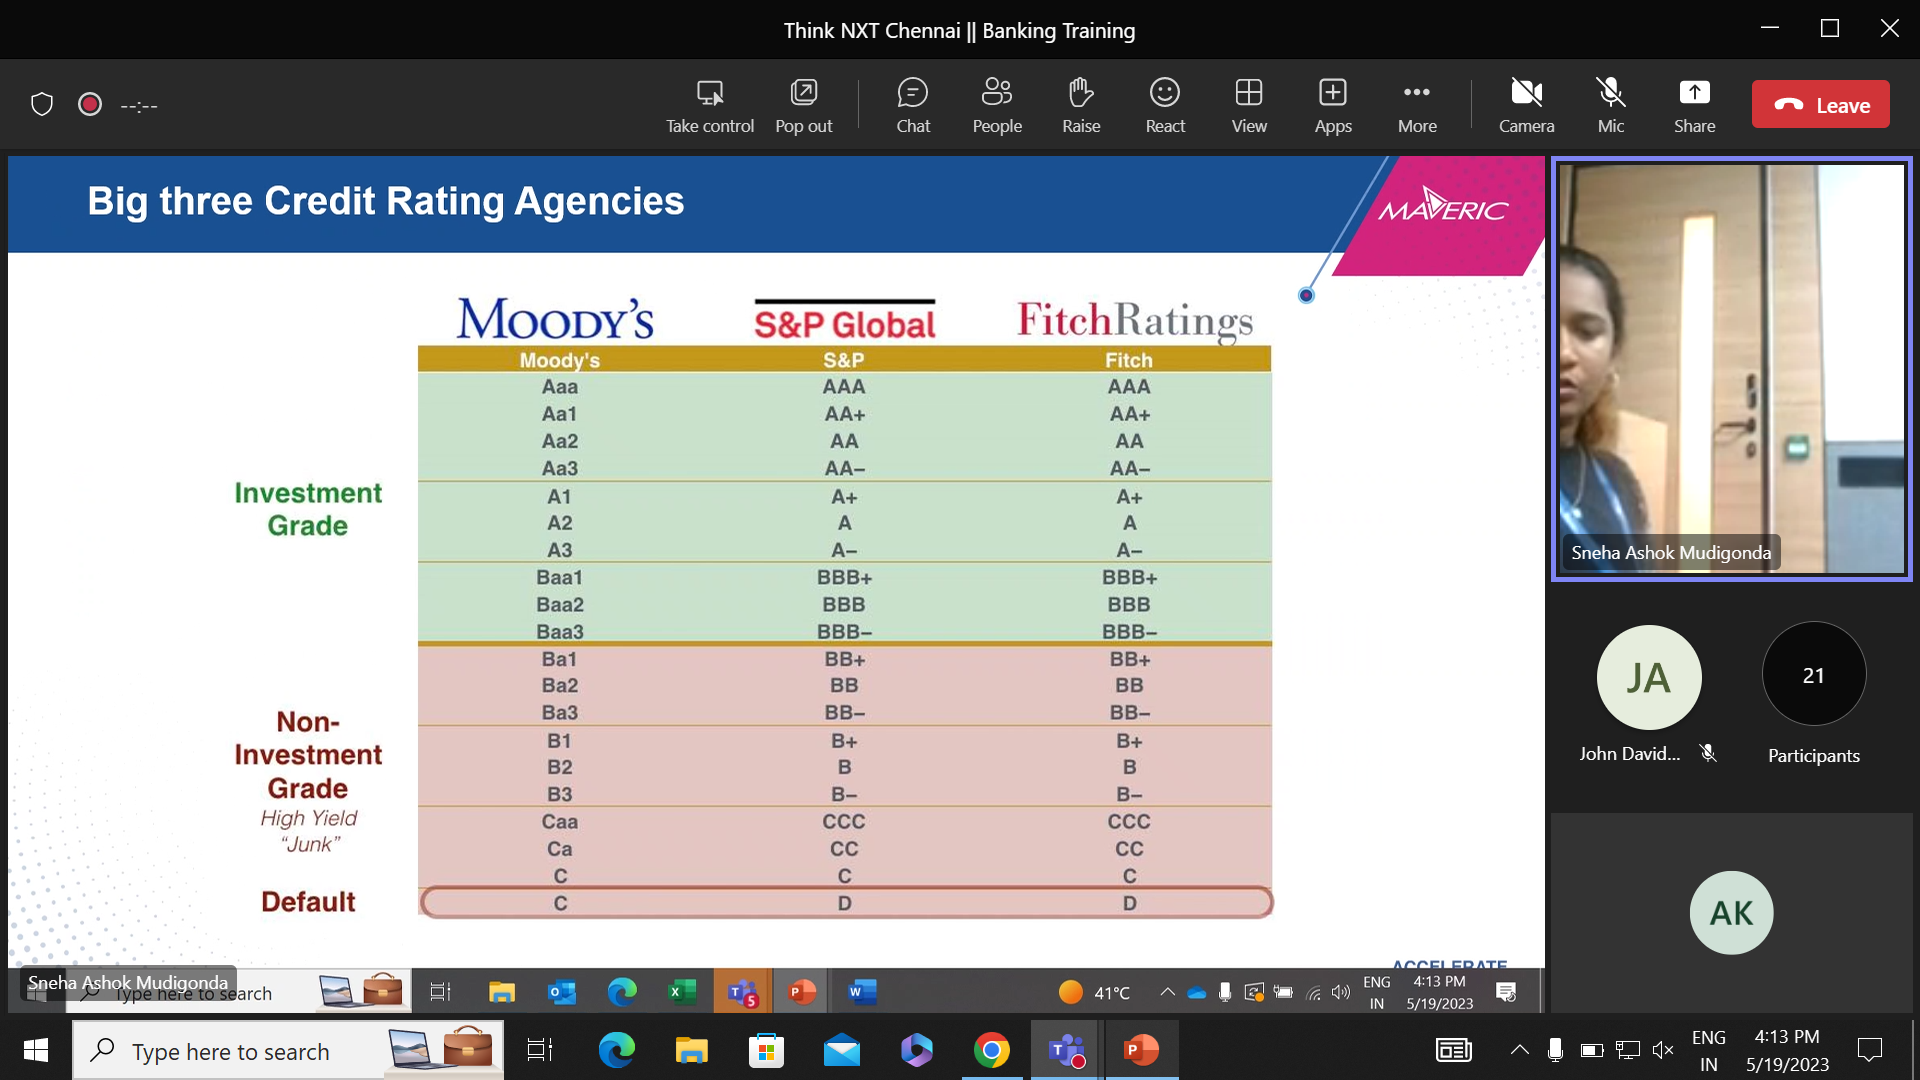 Think NXT Chennai || Banking Training
--:--
Take control Pop out Chat People Raise React View Apps More Camera Mic Share Leave
Big three Credit Rating Agencies
MAVERIC
MOODY'S S&P Global FitchRatings
Moody's S&P Fitch
Aaa AAA AAA
Aa1 AA+ AA+
Aa2 AA AA
Aa3 AA– AA–
Investment
Grade
A1 A+ A+
A2 A A
A3 A– A–
Baa1 BBB+ BBB+
Baa2 BBB BBB
Baa3 BBB– BBB–
Ba1 BB+ BB+
Ba2 BB BB
Ba3 BB– BB–
Non-
Investment
Grade
High Yield
“Junk”
B1 B+ B+
B2 B B
B3 B– B–
Caa CCC CCC
Ca CC CC
C C C
Default
C D D
ACCELERATE
Sneha Ashok Mudigonda
Type here to search
5
41°C
ENG
IN
4:13 PM
5/19/2023
Sneha Ashok Mudigonda
JA
John David...
21
Participants
AK
Type here to search
ENG
IN
4:13 PM
5/19/2023